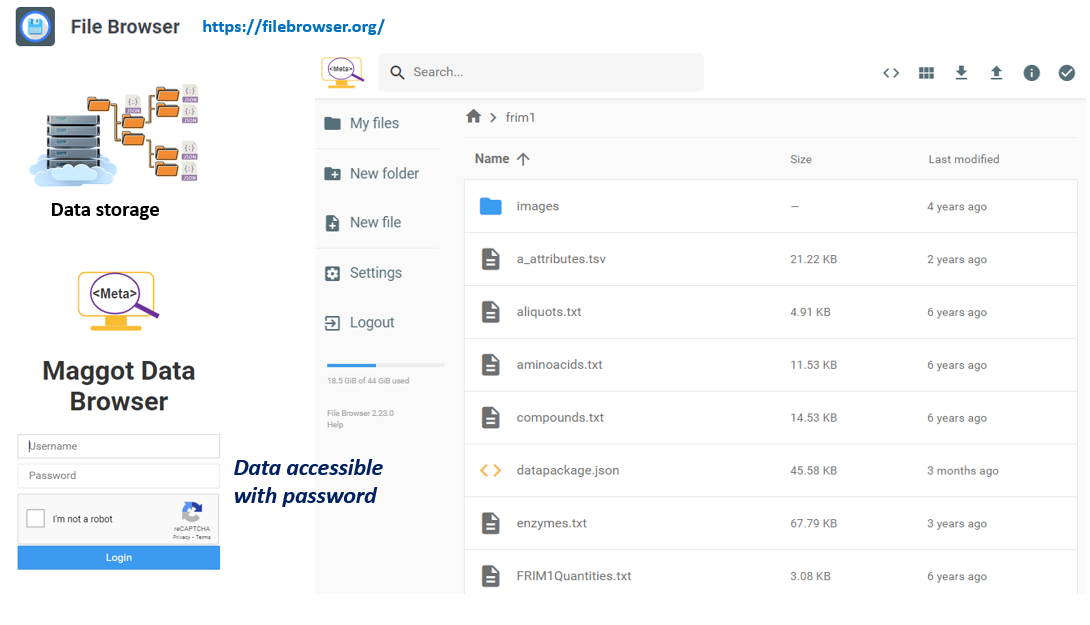 File Browser
https://filebrowser.org/
{:}
JSON
{:}
JSON
{:}
JSON
{:}
JSON
{:}
JSON
Data storage
<Meta>
Maggot Data
Browser
Username
Password
I'm not a robot
reCAPTCHA
Privacy - Terms
Login
Data accessible
with password
<Meta>
Search...
My files
New folder
New file
Settings
Logout
18.5 GiB of 44 GiB used
File Browser 2.23.0
Help
frim1
Name Size Last modified
images — 4 years ago
a_attributes.tsv 21.22 KB 2 years ago
aliquots.txt 4.91 KB 6 years ago
aminoacids.txt 11.53 KB 6 years ago
compounds.txt 14.53 KB 6 years ago
datapackage.json 45.58 KB 3 months ago
enzymes.txt 67.79 KB 3 years ago
FRIM1Quantities.txt 3.08 KB 6 years ago